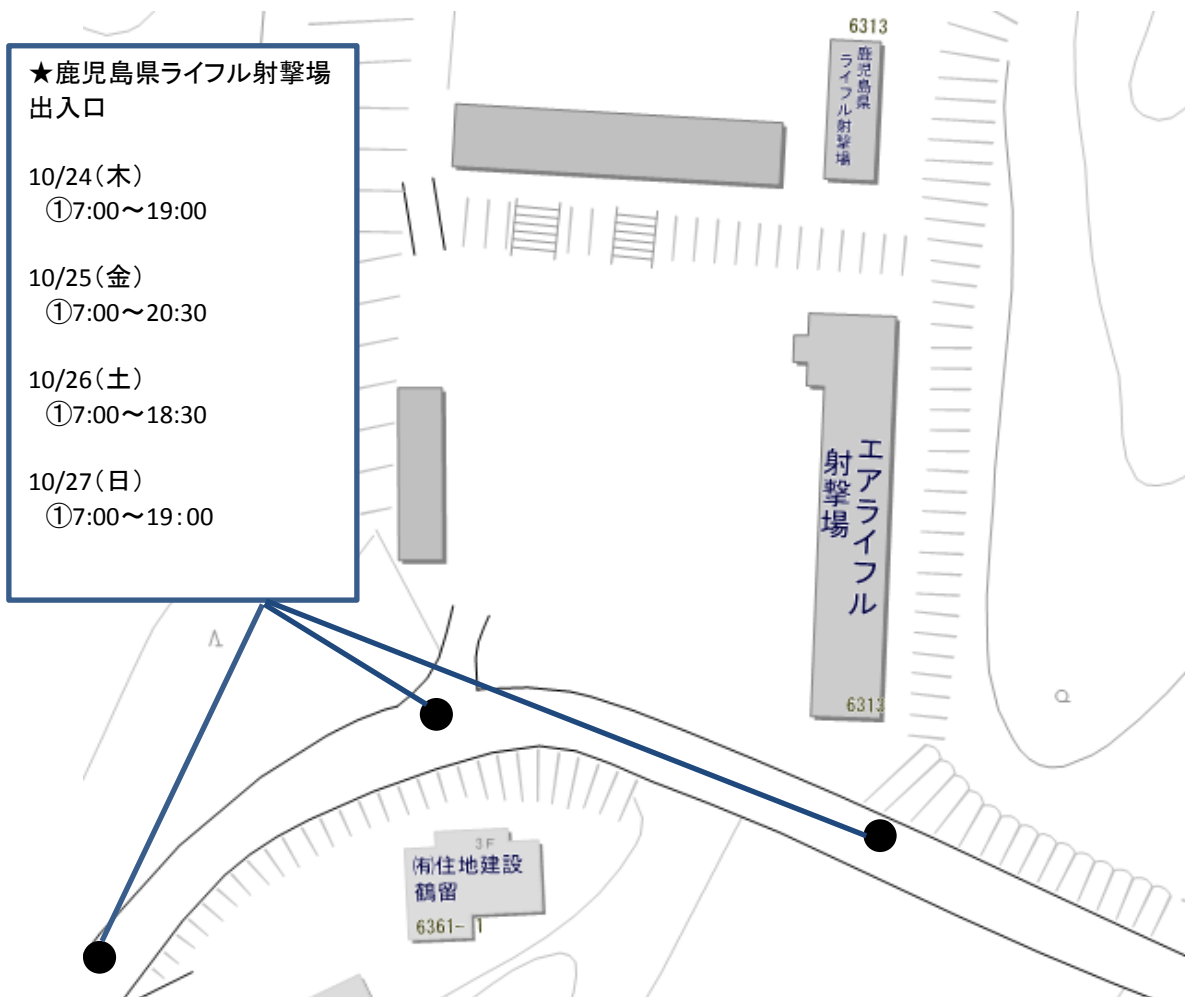 ★鹿児島県ライフル射撃場
出入口
10/24(木)
①7:00～19:00
10/25(金)
①7:00～20:30
10/26(土)
①7:00～18:30
10/27(日)
①7:00～19:00
6313
鹿児島県
ライフル射撃場
エアライフル
射撃場
6313
3F
㈲住地建設
鶴留
6361-1